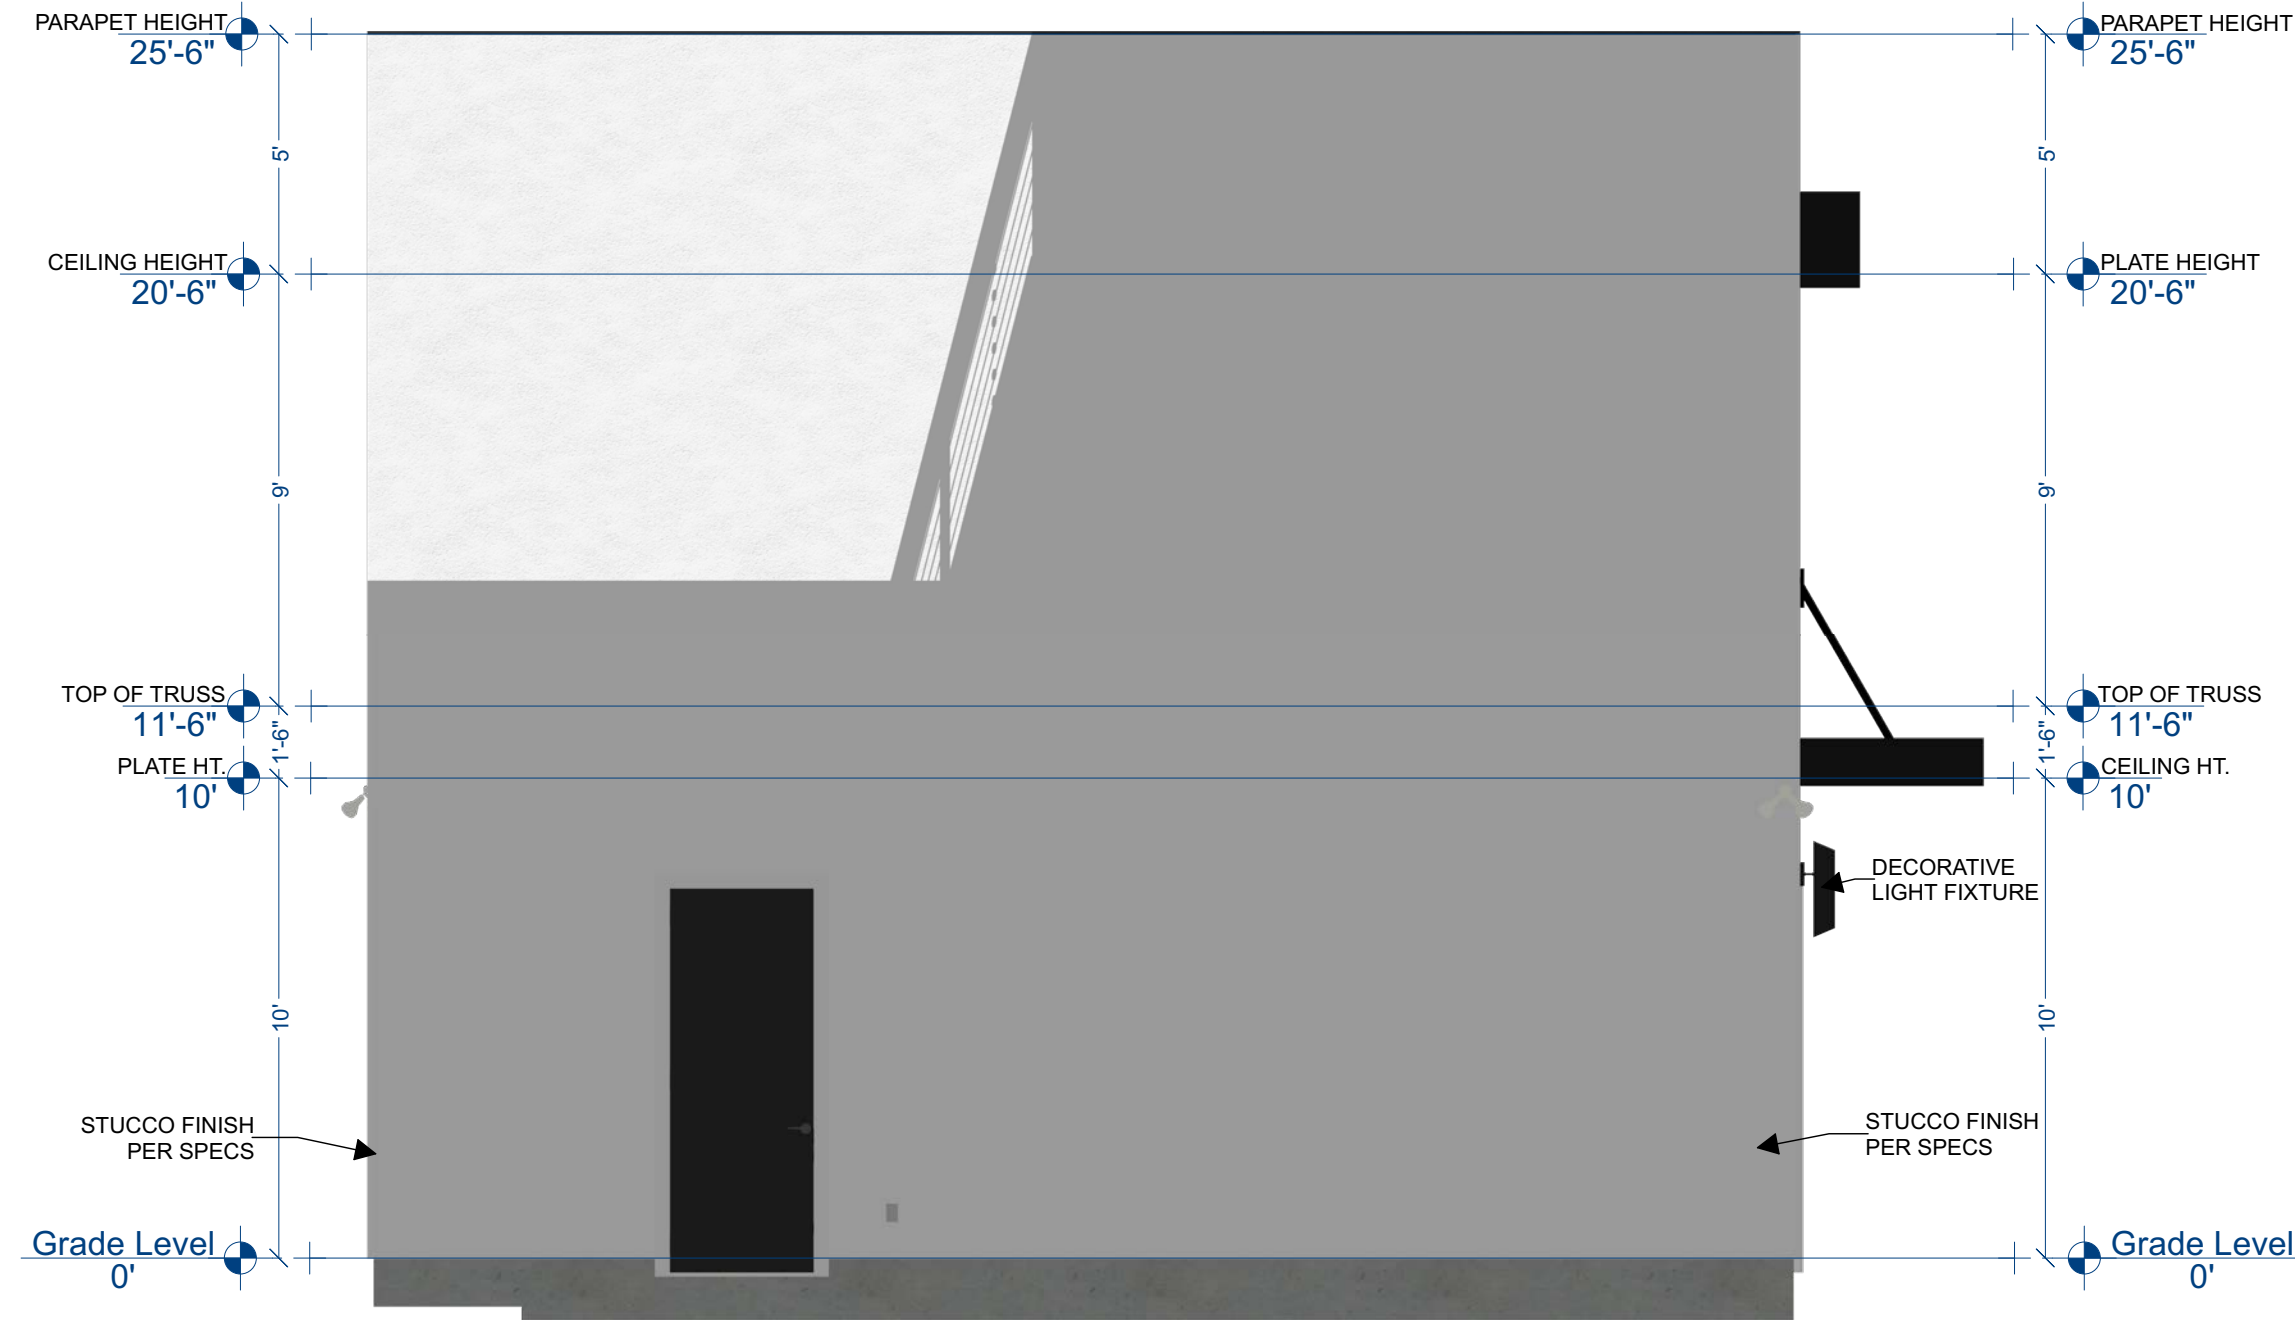 PARAPET HEIGHT
25'-6"
PARAPET HEIGHT
25'-6"
5'
5'
CEILING HEIGHT
20'-6"
PLATE HEIGHT
20'-6"
9'
9'
TOP OF TRUSS
11'-6"
TOP OF TRUSS
11'-6"
1'-6"
1'-6"
PLATE HT.
10'
CEILING HT.
10'
DECORATIVE
LIGHT FIXTURE
10'
10'
STUCCO FINISH
PER SPECS
STUCCO FINISH
PER SPECS
Grade Level
0'
Grade Level
0'